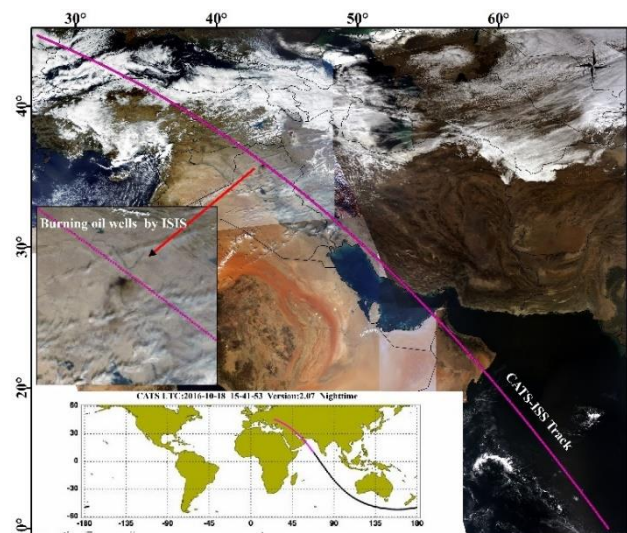 30° 40° 50° 60°
40°
Burning oil wells by ISIS
30°
20°
CATS-ISS Track
CATS LTC:2016-10-18 15-41-53 Version:2.07 Nighttime
60
30
0
-30
-60
-180 -135 -90 -45 0 45 90 135 180
0°